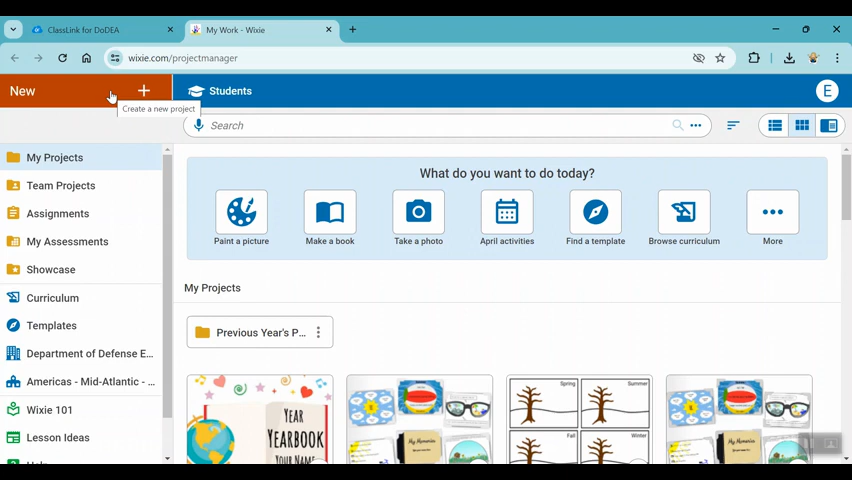 ClassLink for DoDEA
My Work - Wixie
wixie.com/projectmanager
New
Create a new project
Students
E
Search
My Projects
Team Projects
Assignments
My Assessments
Showcase
Curriculum
Templates
Department of Defense E...
Americas - Mid-Atlantic - ...
Wixie 101
Lesson Ideas
What do you want to do today?
Paint a picture
Make a book
Take a photo
April activities
Find a template
Browse curriculum
More
My Projects
Previous Year's P...
YEAR
YEARBOOK
YOUR NAME
My Memories
Spring
Summer
Fall
Winter
My Memories